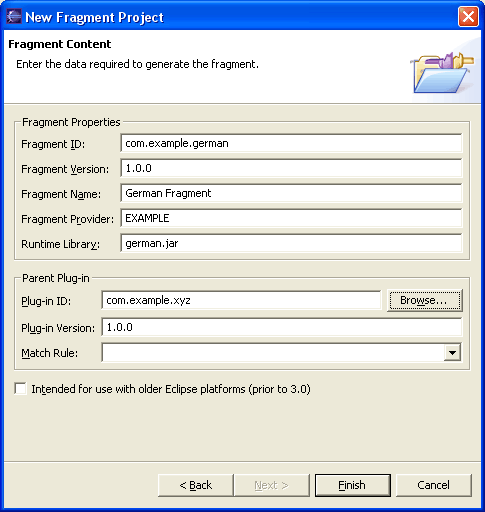 New Fragment Project
Fragment Content
Enter the data required to generate the fragment.
Fragment Properties
Fragment ID: com.example.german
Fragment Version: 1.0.0
Fragment Name: German Fragment
Fragment Provider: EXAMPLE
Runtime Library: german.jar
Parent Plug-in
Plug-in ID: com.example.xyz Browse...
Plug-in Version: 1.0.0
Match Rule:
Intended for use with older Eclipse platforms (prior to 3.0)
< Back Next > Finish Cancel